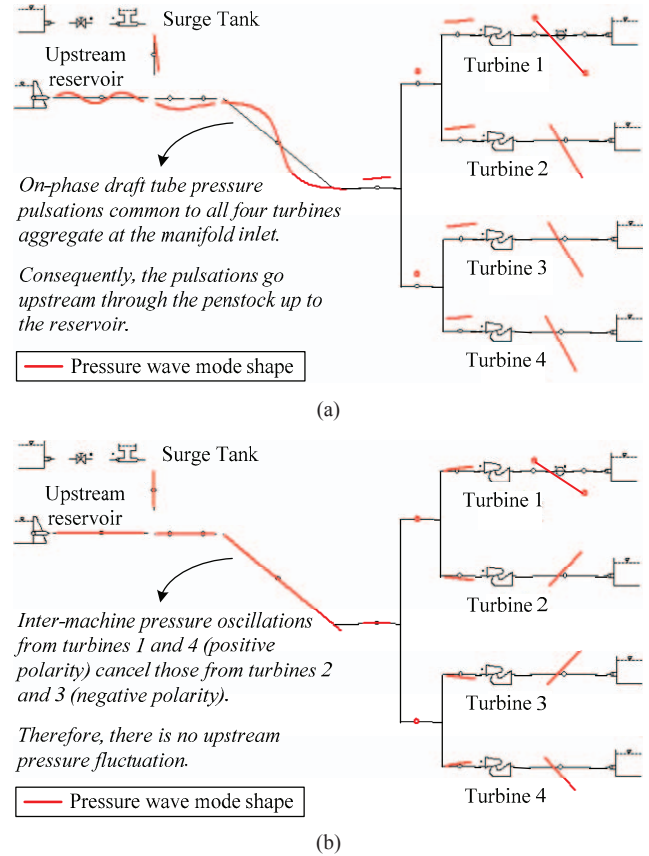 Surge Tank
Upstream
reservoir
Turbine 1
Turbine 2
On-phase draft tube pressure
pulsations common to all four turbines
aggregate at the manifold inlet.
Consequently, the pulsations go
upstream through the penstock up to
the reservoir.
Turbine 3
Turbine 4
Pressure wave mode shape
(a)
Surge Tank
Upstream
reservoir
Turbine 1
Turbine 2
Inter-machine pressure oscillations
from turbines 1 and 4 (positive
polarity) cancel those from turbines 2
and 3 (negative polarity).
Therefore, there is no upstream
pressure fluctuation.
Turbine 3
Turbine 4
Pressure wave mode shape
(b)